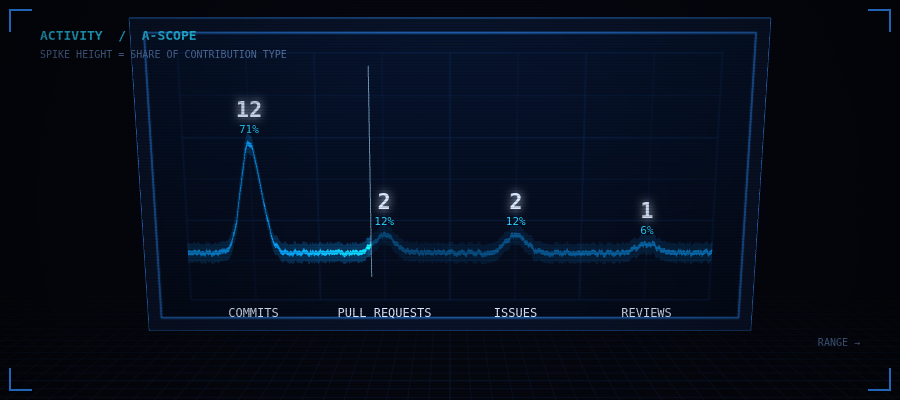 ACTIVITY / A-SCOPE
SPIKE HEIGHT = SHARE OF CONTRIBUTION TYPE
12
71%
2
12%
2
12%
1
6%
COMMITS
PULL REQUESTS
ISSUES
REVIEWS
RANGE →